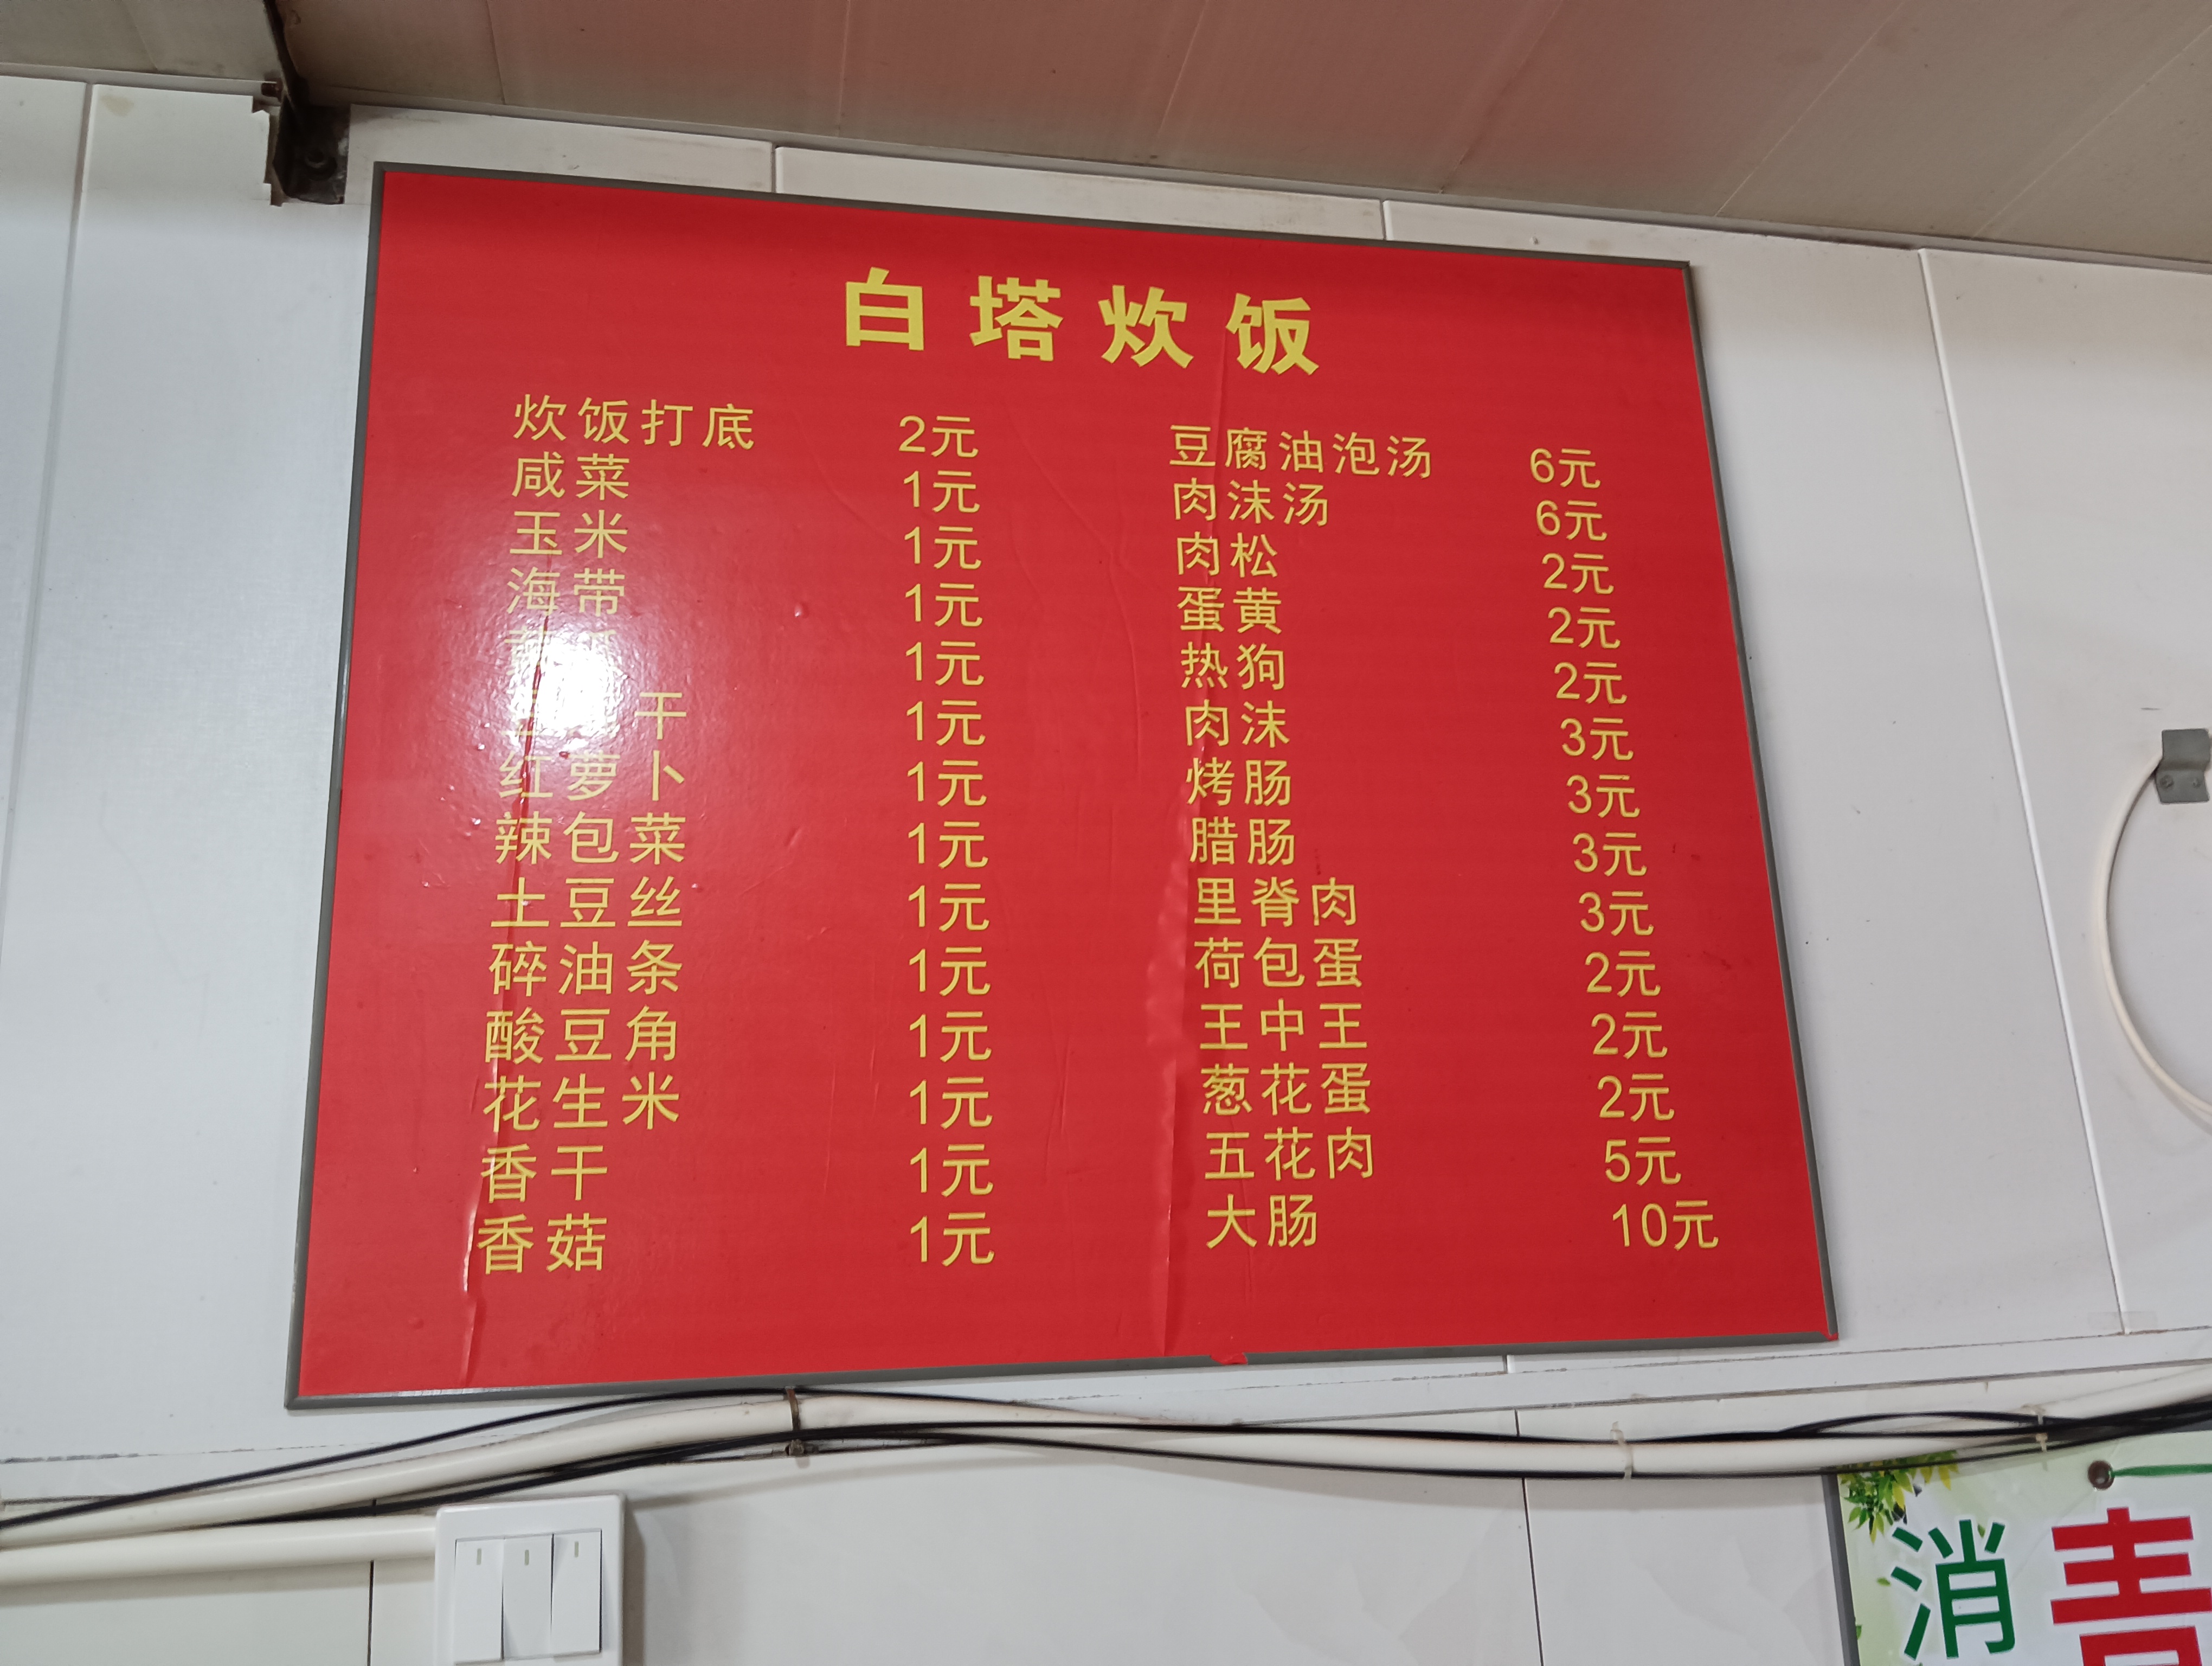 白塔炊饭
炊饭打底 2元
咸菜 1元
玉米 1元
海带 1元
1元
干 1元
红萝卜 1元
辣包菜 1元
土豆丝 1元
碎油条 1元
酸豆角 1元
花生米 1元
香干 1元
香菇 1元
豆腐油泡汤 6元
肉沫汤 6元
肉松 2元
蛋黄 2元
热狗 2元
肉沫 3元
烤肠 3元
腊肠 3元
里脊肉 3元
荷包蛋 2元
王中王 2元
葱花蛋 2元
五花肉 5元
大肠 10元
消